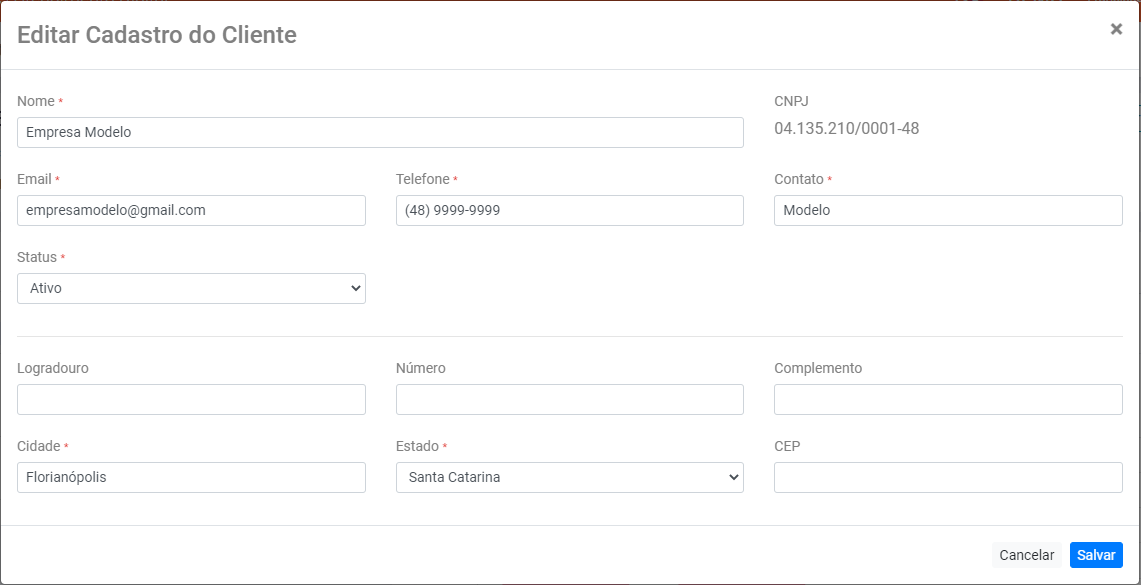 Editar Cadastro do Cliente
×
Nome *
CNPJ
Empresa Modelo
04.135.210/0001-48
Email *
Telefone *
Contato *
empresamodelo@gmail.com
(48) 9999-9999
Modelo
Status *
Ativo
Logradouro
Número
Complemento
Cidade *
Estado *
CEP
Florianópolis
Santa Catarina
Cancelar
Salvar